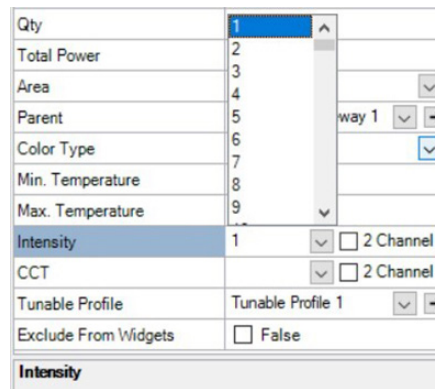 Qty 1
Total Power 2
3
Area 4
Parent 5 way 1
Color Type 6
7
Min. Temperature 8
Max. Temperature 9
Intensity 1 2 Channel
CCT 2 Channel
Tunable Profile Tunable Profile 1
Exclude From Widgets False
Intensity